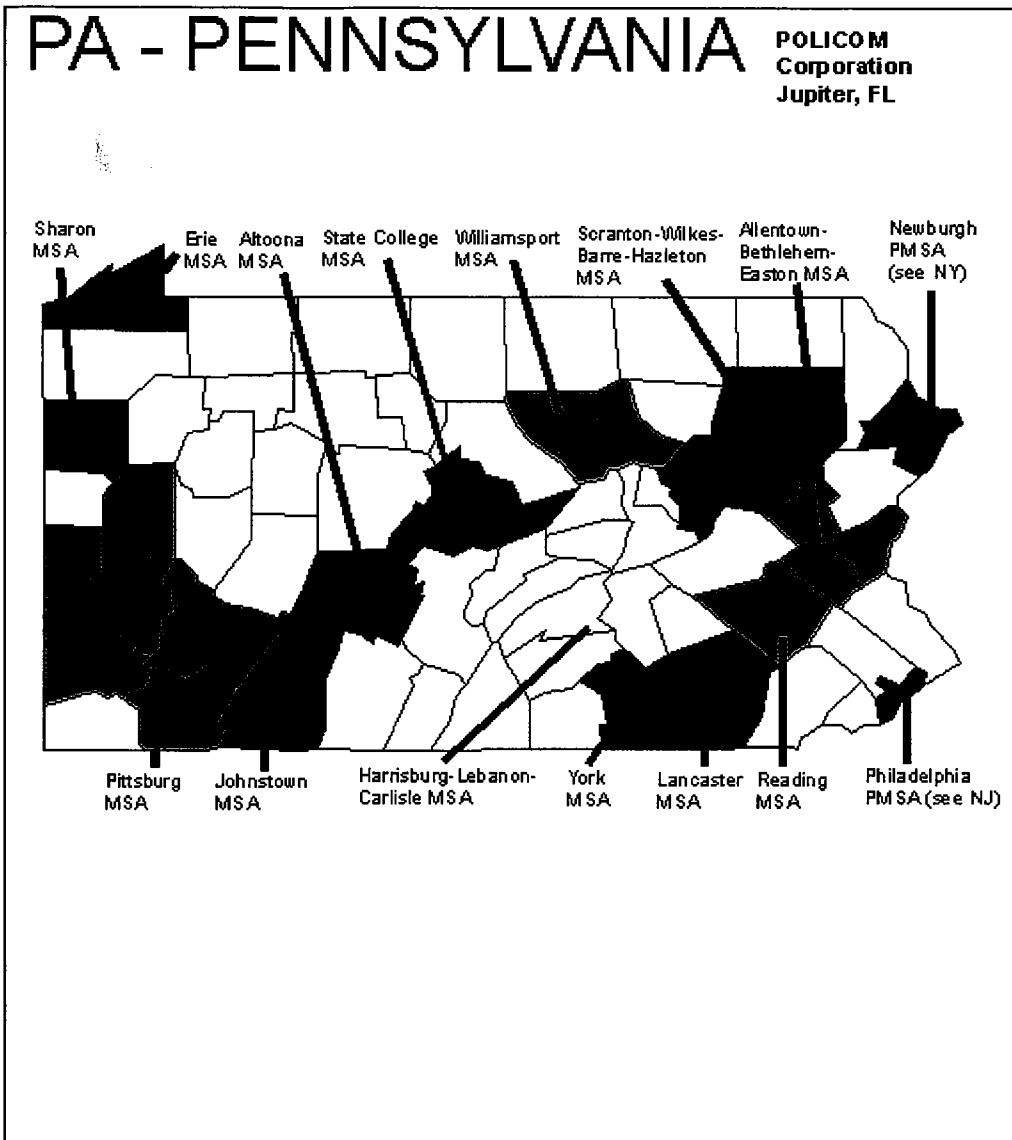 PA - PENNSYLVANIA
POLICOM
Corporation
Jupiter, FL
Sharon
MSA
Erie
MSA
Altoona
MSA
State College
MSA
Williamsport
MSA
Scranton-Wilkes-
Barre-Hazleton
MSA
Allentown-
Bethlehem-
Easton MSA
Newburgh
PMSA
(see NY)
Pittsburg
MSA
Johnstown
MSA
Harrisburg-Lebanon-
Carlisle MSA
York
MSA
Lancaster
MSA
Reading
MSA
Philadelphia
PMSA (see NJ)